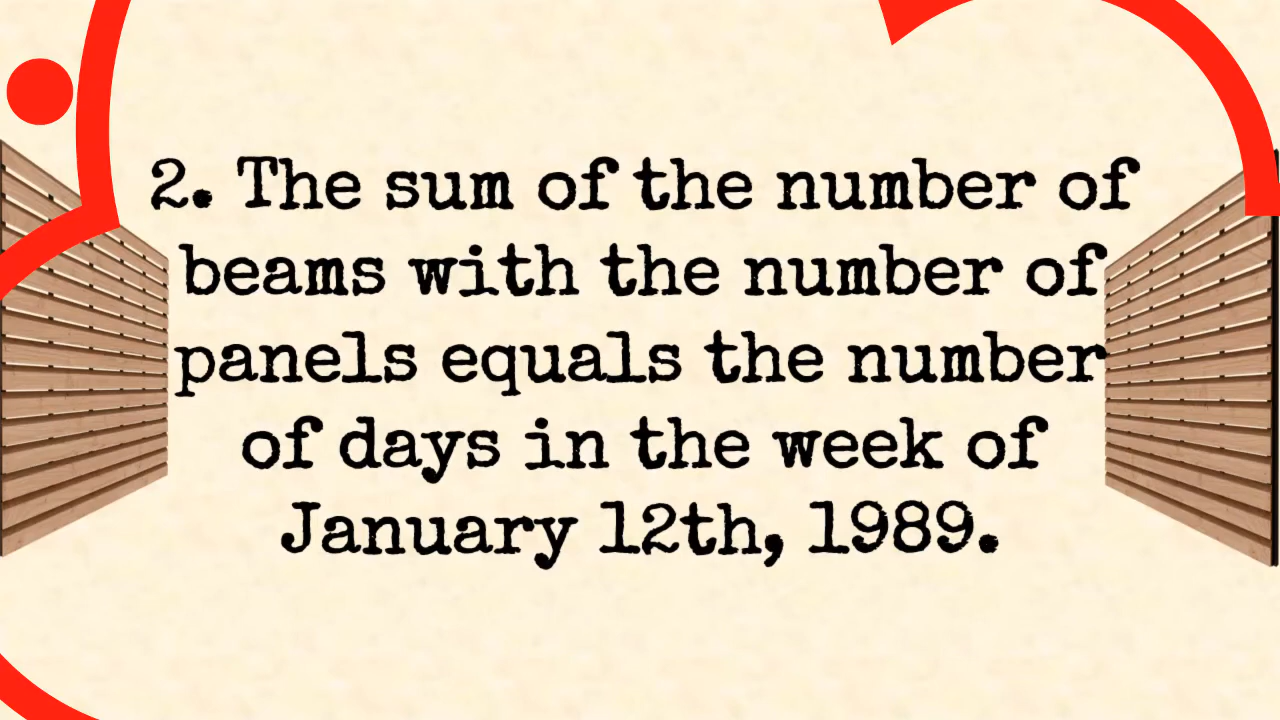 2. The sum of the number of
beams with the number of
panels equals the number
of days in the week of
January 12th, 1989.